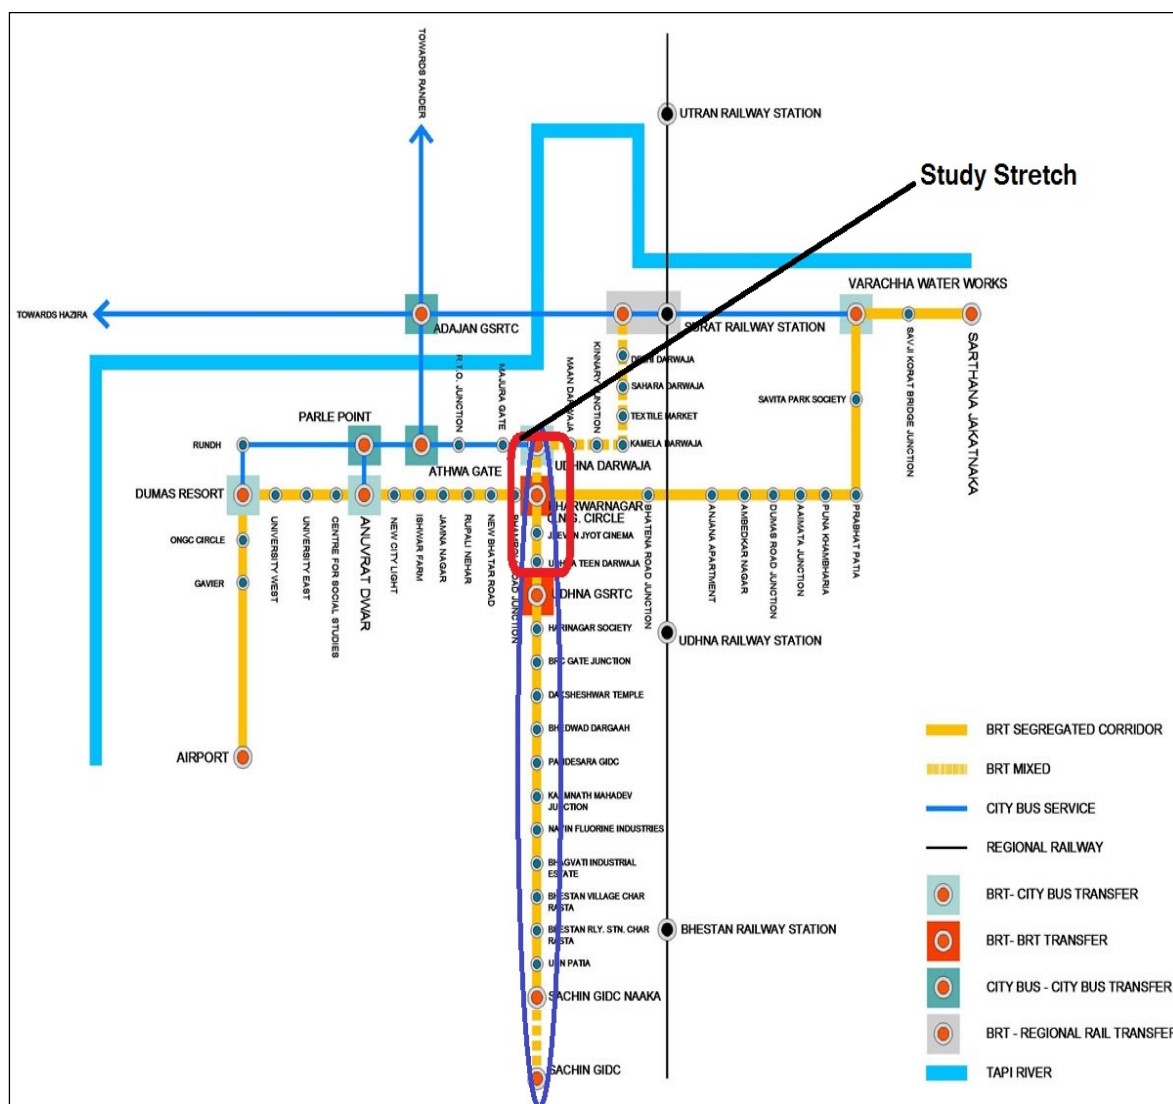 TOWARDS RANDER
UTRAN RAILWAY STATION
Study Stretch
VARACHHA WATER WORKS
TOWARDS HAZIRA
ADAJAN GSRTC
SURAT RAILWAY STATION
SAVJI KORAT BRIDGE JUNCTION
SARTHANA JAKATNAKA
R.T.O. JUNCTION
MAJURA GATE
MAAN DARWAJA
KINNARY JUNCTION
DELHI DARWAJA
SAHARA DARWAJA
TEXTILE MARKET
KAMELA DARWAJA
SAVITA PARK SOCIETY
PARLE POINT
RUNDH
ATHWA GATE
UDHNA DARWAJA
DUMAS RESORT
KHARWARNAGAR
O.N.G. CIRCLE
JEEVAN JYOT CINEMA
UDHNA TEEN DARWAJA
UDHNA GSRTC
ONGC CIRCLE
GAVIER
UNIVERSITY WEST
UNIVERSITY EAST
CENTRE FOR SOCIAL STUDIES
ANUVRAT DWAR
NEW CITY LIGHT
ISHWAR FARM
JAMNA NAGAR
RUPALI NEHAR
NEW BHATAR ROAD
ROAD JUNCTION
BHATENA ROAD JUNCTION
ANJANA APARTMENT
AMBEDKAR NAGAR
DUMAS ROAD JUNCTION
AAIMATA JUNCTION
PUNA KHAMBHARIA
PRABHAT PATIA
HARINAGAR SOCIETY
UDHNA RAILWAY STATION
BRC GATE JUNCTION
DAKSHESHWAR TEMPLE
BHEDWAD DARGAAH
AIRPORT
PANDESARA GIDC
KARMNATH MAHADEV
JUNCTION
NAVIN FLUORINE INDUSTRIES
BHAGVATI INDUSTRIAL
ESTATE
BHESTAN VILLAGE CHAR
RASTA
BHESTAN RLY. STN. CHAR
RASTA
BHESTAN RAILWAY STATION
UNN PATIA
SACHIN GIDC NAAKA
SACHIN GIDC
BRT SEGREGATED CORRIDOR
BRT MIXED
CITY BUS SERVICE
REGIONAL RAILWAY
BRT- CITY BUS TRANSFER
BRT- BRT TRANSFER
CITY BUS - CITY BUS TRANSFER
BRT - REGIONAL RAIL TRANSFER
TAPI RIVER